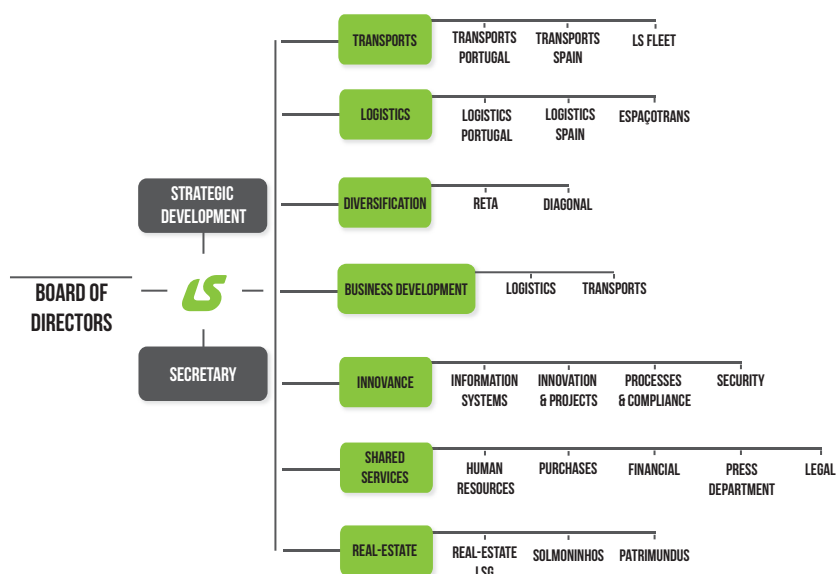 TRANSPORTS
TRANSPORTS
PORTUGAL
TRANSPORTS
SPAIN
LS FLEET
LOGISTICS
LOGISTICS
PORTUGAL
LOGISTICS
SPAIN
ESPAÇOTRANS
STRATEGIC
DEVELOPMENT
DIVERSIFICATION
RETA
DIAGONAL
BOARD OF
DIRECTORS
LS
BUSINESS DEVELOPMENT
LOGISTICS
TRANSPORTS
SECRETARY
INNOVANCE
INFORMATION
SYSTEMS
INNOVATION
& PROJECTS
PROCESSES
& COMPLIANCE
SECURITY
SHARED
SERVICES
HUMAN
RESOURCES
PURCHASES
FINANCIAL
PRESS
DEPARTMENT
LEGAL
REAL-ESTATE
REAL-ESTATE
LSG
SOLMONINHOS
PATRIMUNDUS